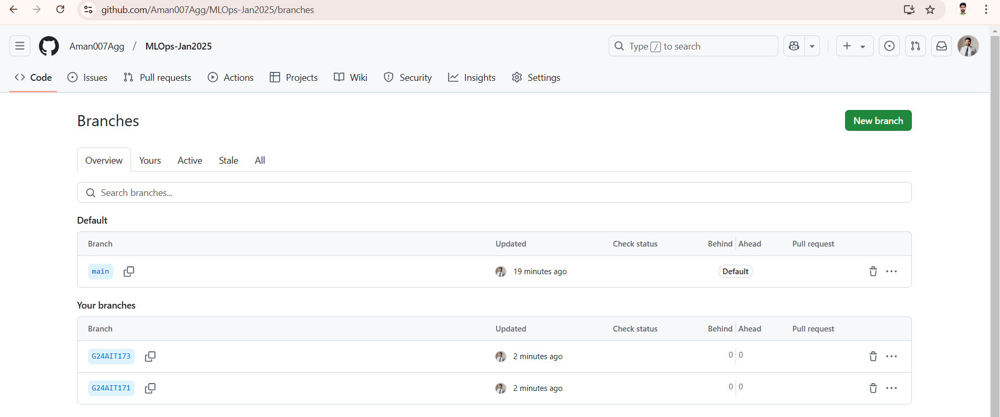 github.com/Aman007Agg/MLOps-Jan2025/branches
Aman007Agg / MLOps-Jan2025
Type / to search
Code Issues Pull requests Actions Projects Wiki Security Insights Settings
Branches
New branch
Overview Yours Active Stale All
Search branches...
Default
Branch Updated Check status Behind Ahead Pull request
main 19 minutes ago Default
Your branches
Branch Updated Check status Behind Ahead Pull request
G24AIT173 2 minutes ago 0 0
G24AIT171 2 minutes ago 0 0